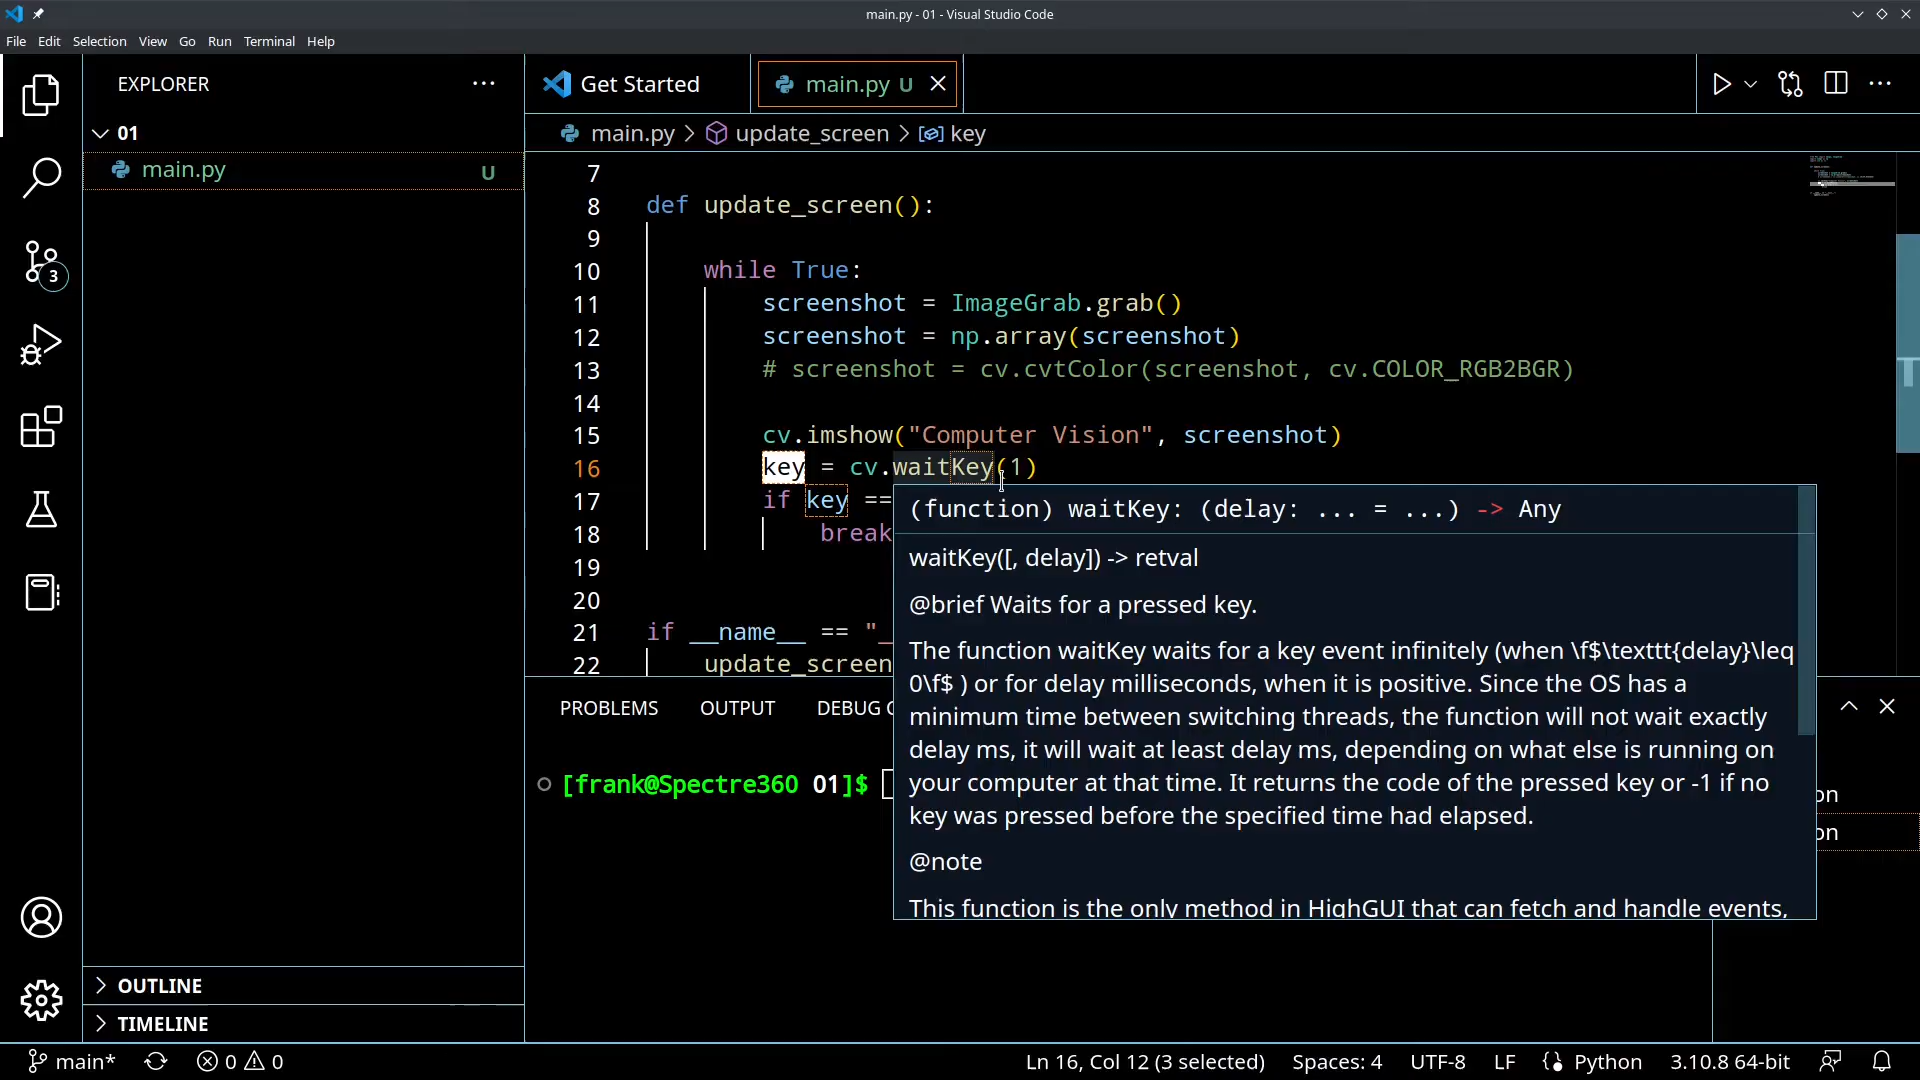 main.py - 01 - Visual Studio Code
File Edit Selection View Go Run Terminal Help
EXPLORER
01
main.py U
3
Get Started
main.py U
main.py > update_screen > key
7
8 def update_screen():
9
10 while True:
11 screenshot = ImageGrab.grab()
12 screenshot = np.array(screenshot)
13 # screenshot = cv.cvtColor(screenshot, cv.COLOR_RGB2BGR)
14
15 cv.imshow("Computer Vision", screenshot)
16 key = cv.waitKey(1)
17 if key ==
18 break
19
20
21 if __name__ == "_
22 update_screen
(function) waitKey: (delay: ... = ...) -> Any
waitKey([, delay]) -> retval
@brief Waits for a pressed key.
The function waitKey waits for a key event infinitely (when \f$\texttt{delay}\leq
0\f$ ) or for delay milliseconds, when it is positive. Since the OS has a
minimum time between switching threads, the function will not wait exactly
delay ms, it will wait at least delay ms, depending on what else is running on
your computer at that time. It returns the code of the pressed key or -1 if no
key was pressed before the specified time had elapsed.
@note
This function is the only method in HighGUI that can fetch and handle events,
PROBLEMS OUTPUT DEBUG
[frank@Spectre360 01]$
on
on
OUTLINE
TIMELINE
main* 0 0 Ln 16, Col 12 (3 selected) Spaces: 4 UTF-8 LF Python 3.10.8 64-bit